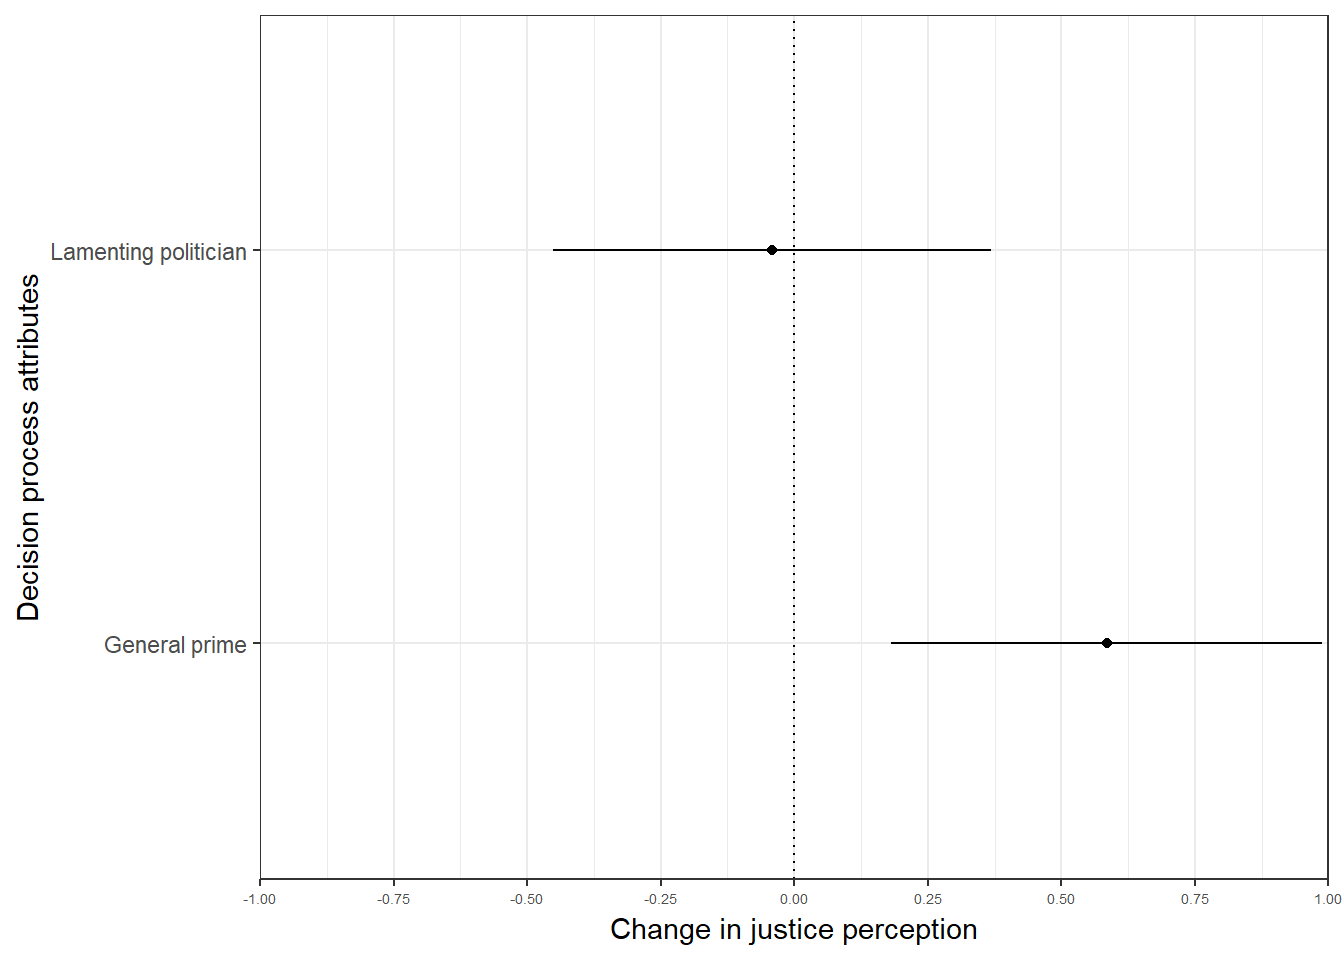 Decision process attributes
Lamenting politician
General prime
-1.00 -0.75 -0.50 -0.25 0.00 0.25 0.50 0.75 1.00
Change in justice perception